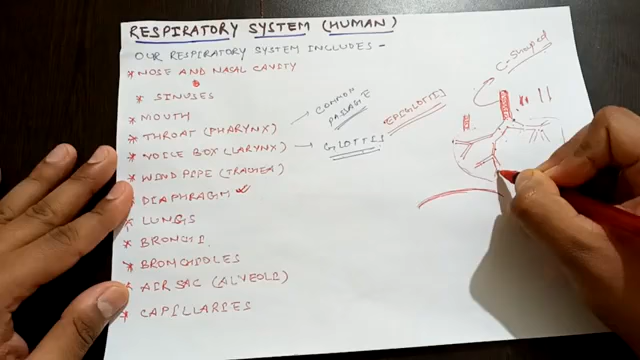 RESPIRATORY SYSTEM (HUMAN)
OUR RESPIRATORY SYSTEM INCLUDES -
* NOSE AND NASAL CAVITY
* SINUSES
* MOUTH
* THROAT (PHARYNX)
COMMON PASSAGE
* VOICE BOX (LARYNX)
GLOTTIS
EPIGLOTTIS
* WIND PIPE (TRACHEA)
* DIAPHRAGM
* LUNGS
* BRONCHI
* BRONCHIOLES
* AIR SAC (ALVEOLI)
* CAPILLARIES
C-Shaped